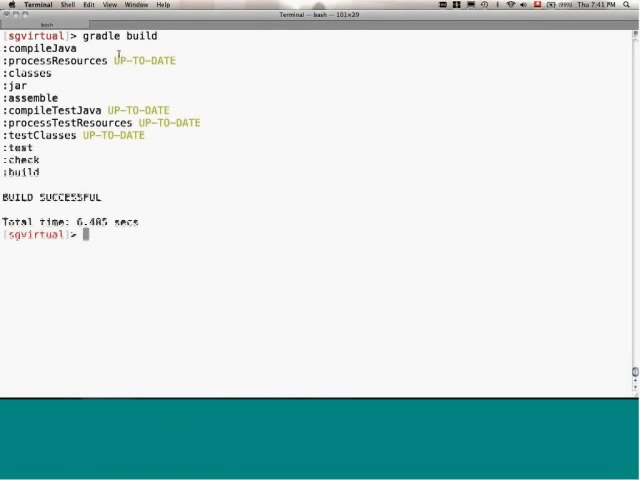 Terminal Shell Edit View Window Help (99%) Thu 7:41 PM
Terminal — bash — 101×29
bash
[sgvirtual]> gradle build
:compileJava
:processResources UP-TO-DATE
:classes
:jar
:assemble
:compileTestJava UP-TO-DATE
:processTestResources UP-TO-DATE
:testClasses UP-TO-DATE
:test
:check
:build
BUILD SUCCESSFUL
Total time: 6.485 secs
[sgvirtual]>